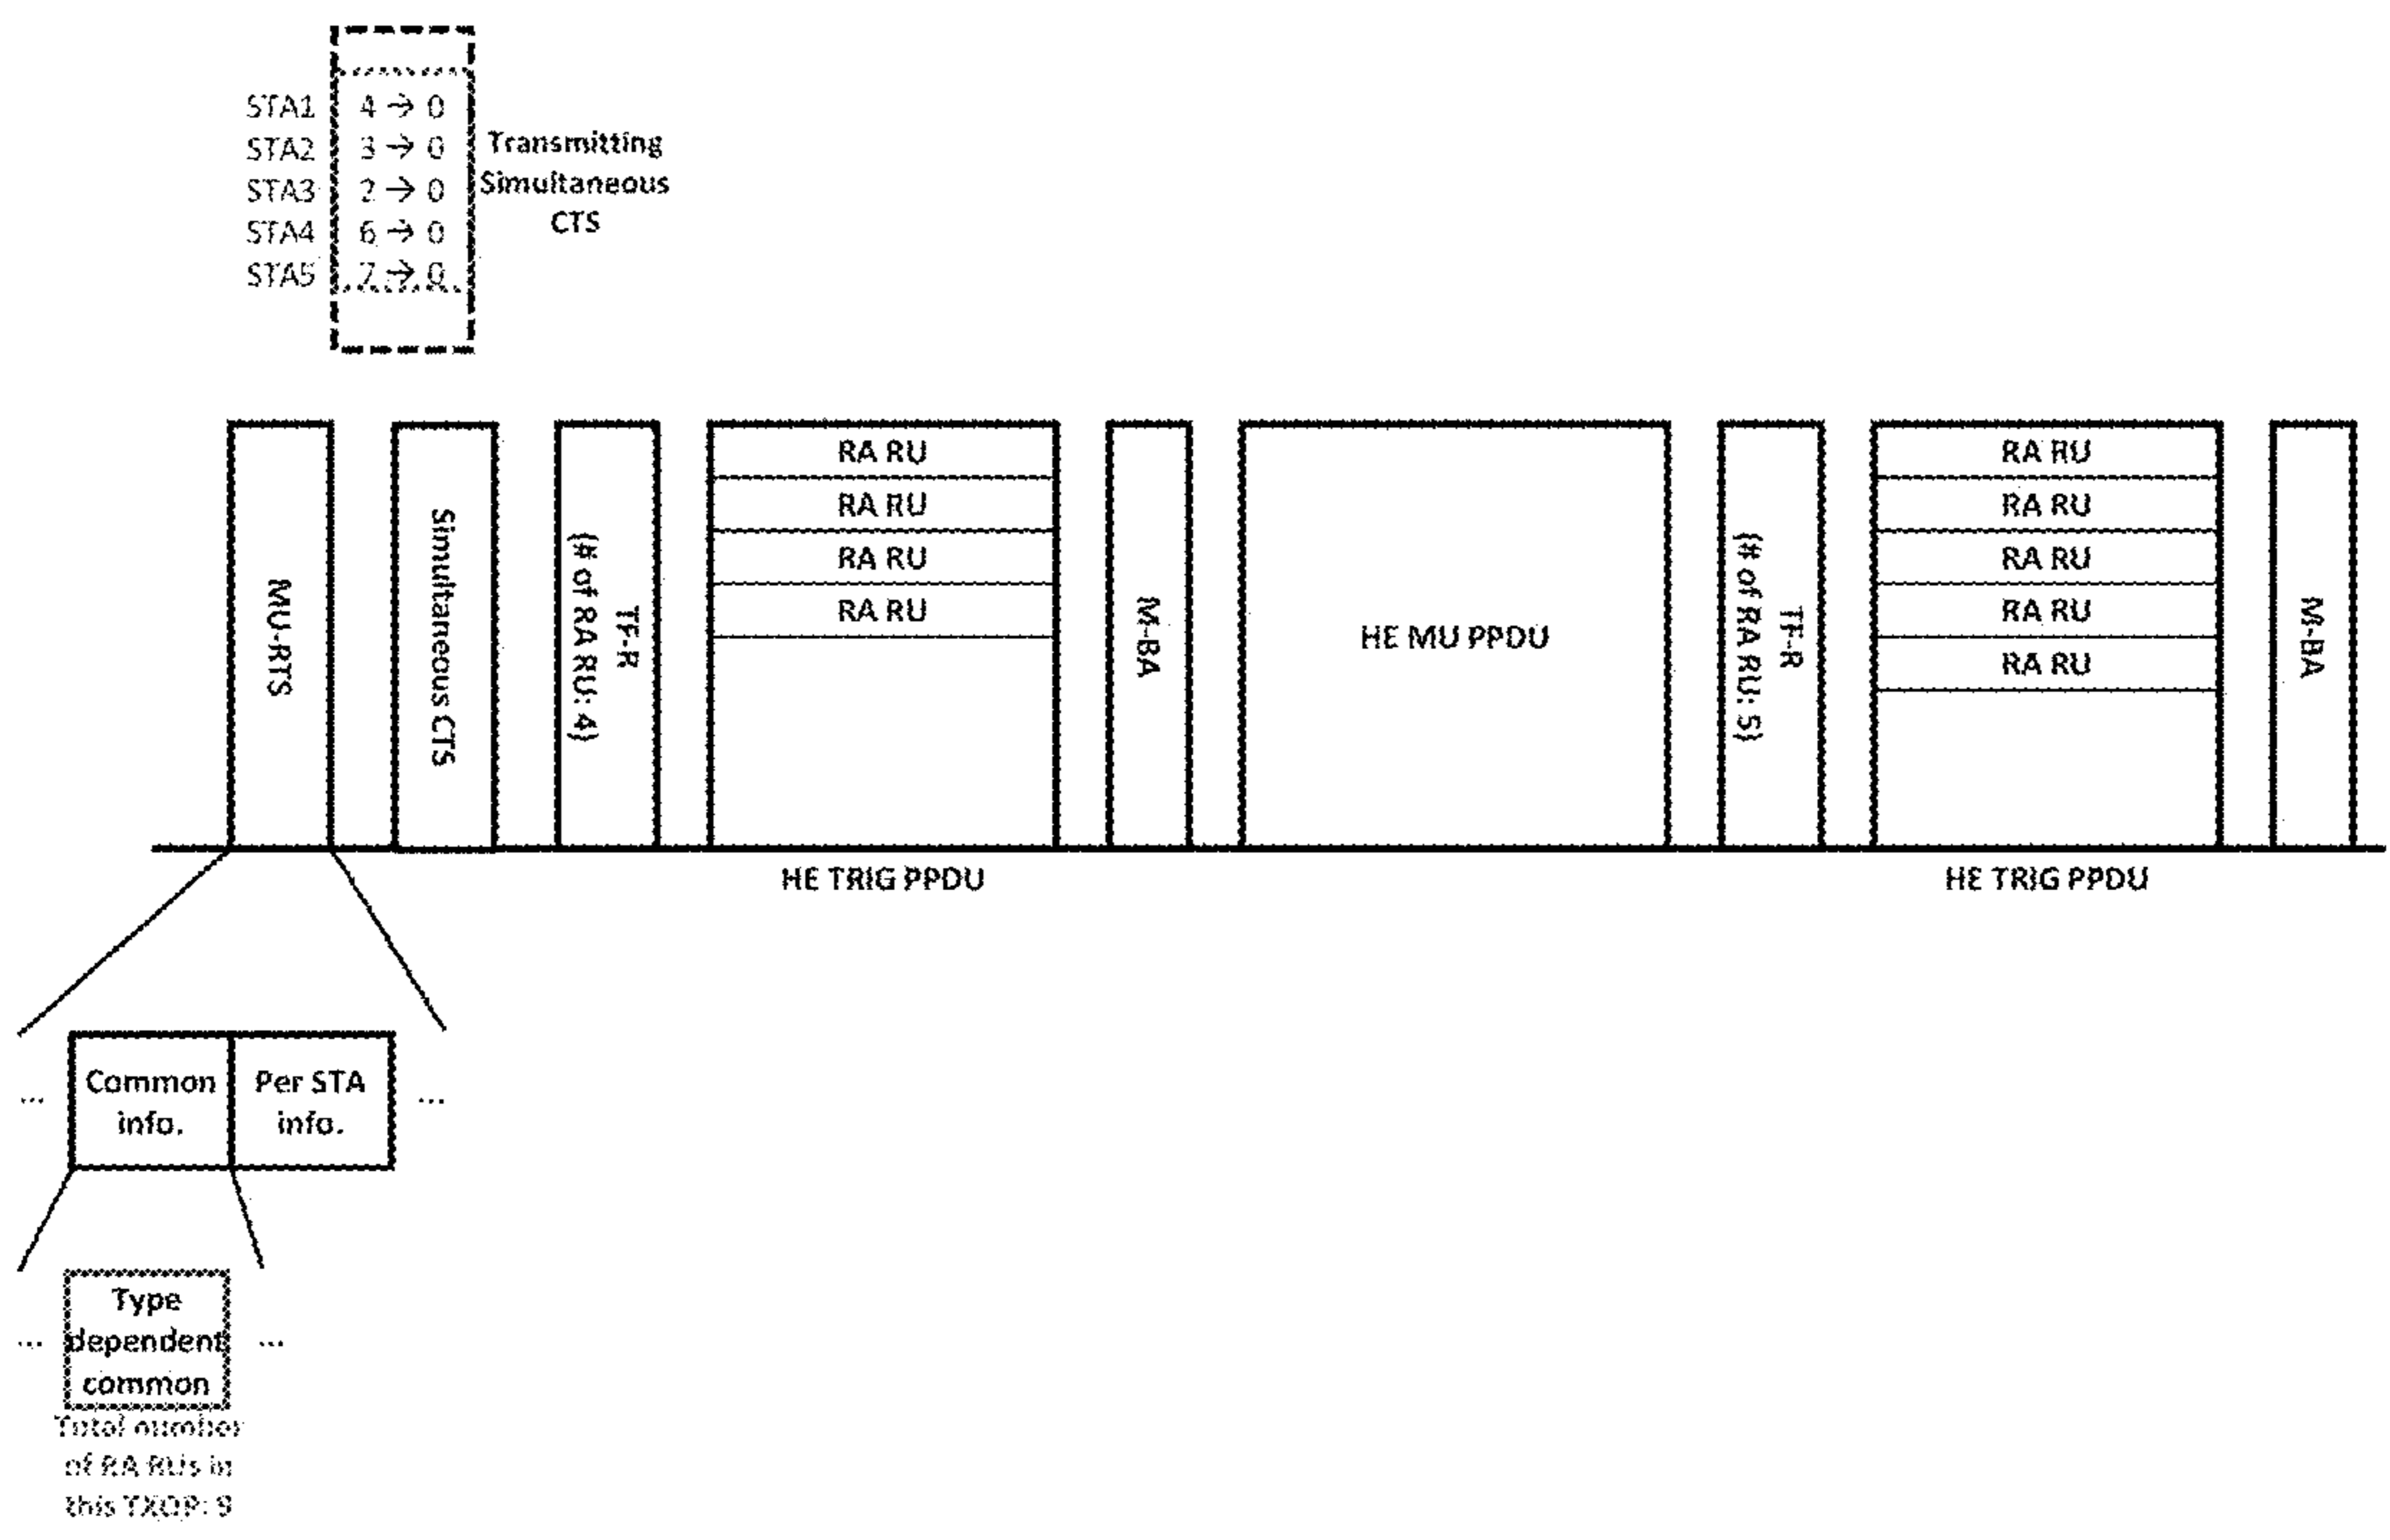 STA1 4 → 0
STA2 3 → 0
STA3 2 → 0
STA4 6 → 0
STA5 7 → 0
Transmitting
Simultaneous
CTS
MU-RTS
Simultaneous CTS
TF-R
(# of RA RU: 4)
RA RU
RA RU
RA RU
RA RU
HE TRIG PPDU
M-BA
HE MU PPDU
TF-R
(# of RA RU: 5)
RA RU
RA RU
RA RU
RA RU
RA RU
HE TRIG PPDU
M-BA
... Common
info.
Per STA
info. ...
... Type
dependent
common ...
Total number
of RA RUs in
this TXOP: 9